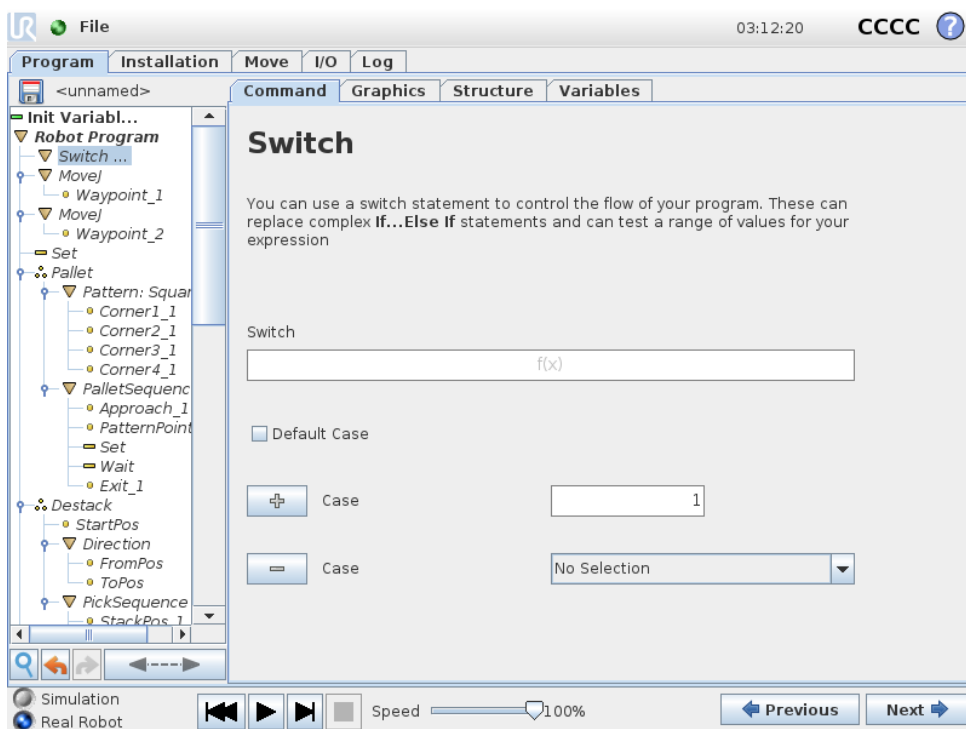 UR File 03:12:20 CCCC ?
Program Installation Move I/O Log
<unnamed>
Command Graphics Structure Variables
Init Variabl...
Robot Program
Switch ...
MoveJ
Waypoint_1
MoveJ
Waypoint_2
Set
Pallet
Pattern: Squar
Corner1_1
Corner2_1
Corner3_1
Corner4_1
PalletSequenc
Approach_1
PatternPoint
Set
Wait
Exit_1
Destack
StartPos
Direction
FromPos
ToPos
PickSequence
StackPos_1
Switch
You can use a switch statement to control the flow of your program. These can
replace complex If...Else If statements and can test a range of values for your
expression
Switch
f(x)
Default Case
Case 1
Case No Selection
Simulation
Real Robot
Speed 100%
Previous Next